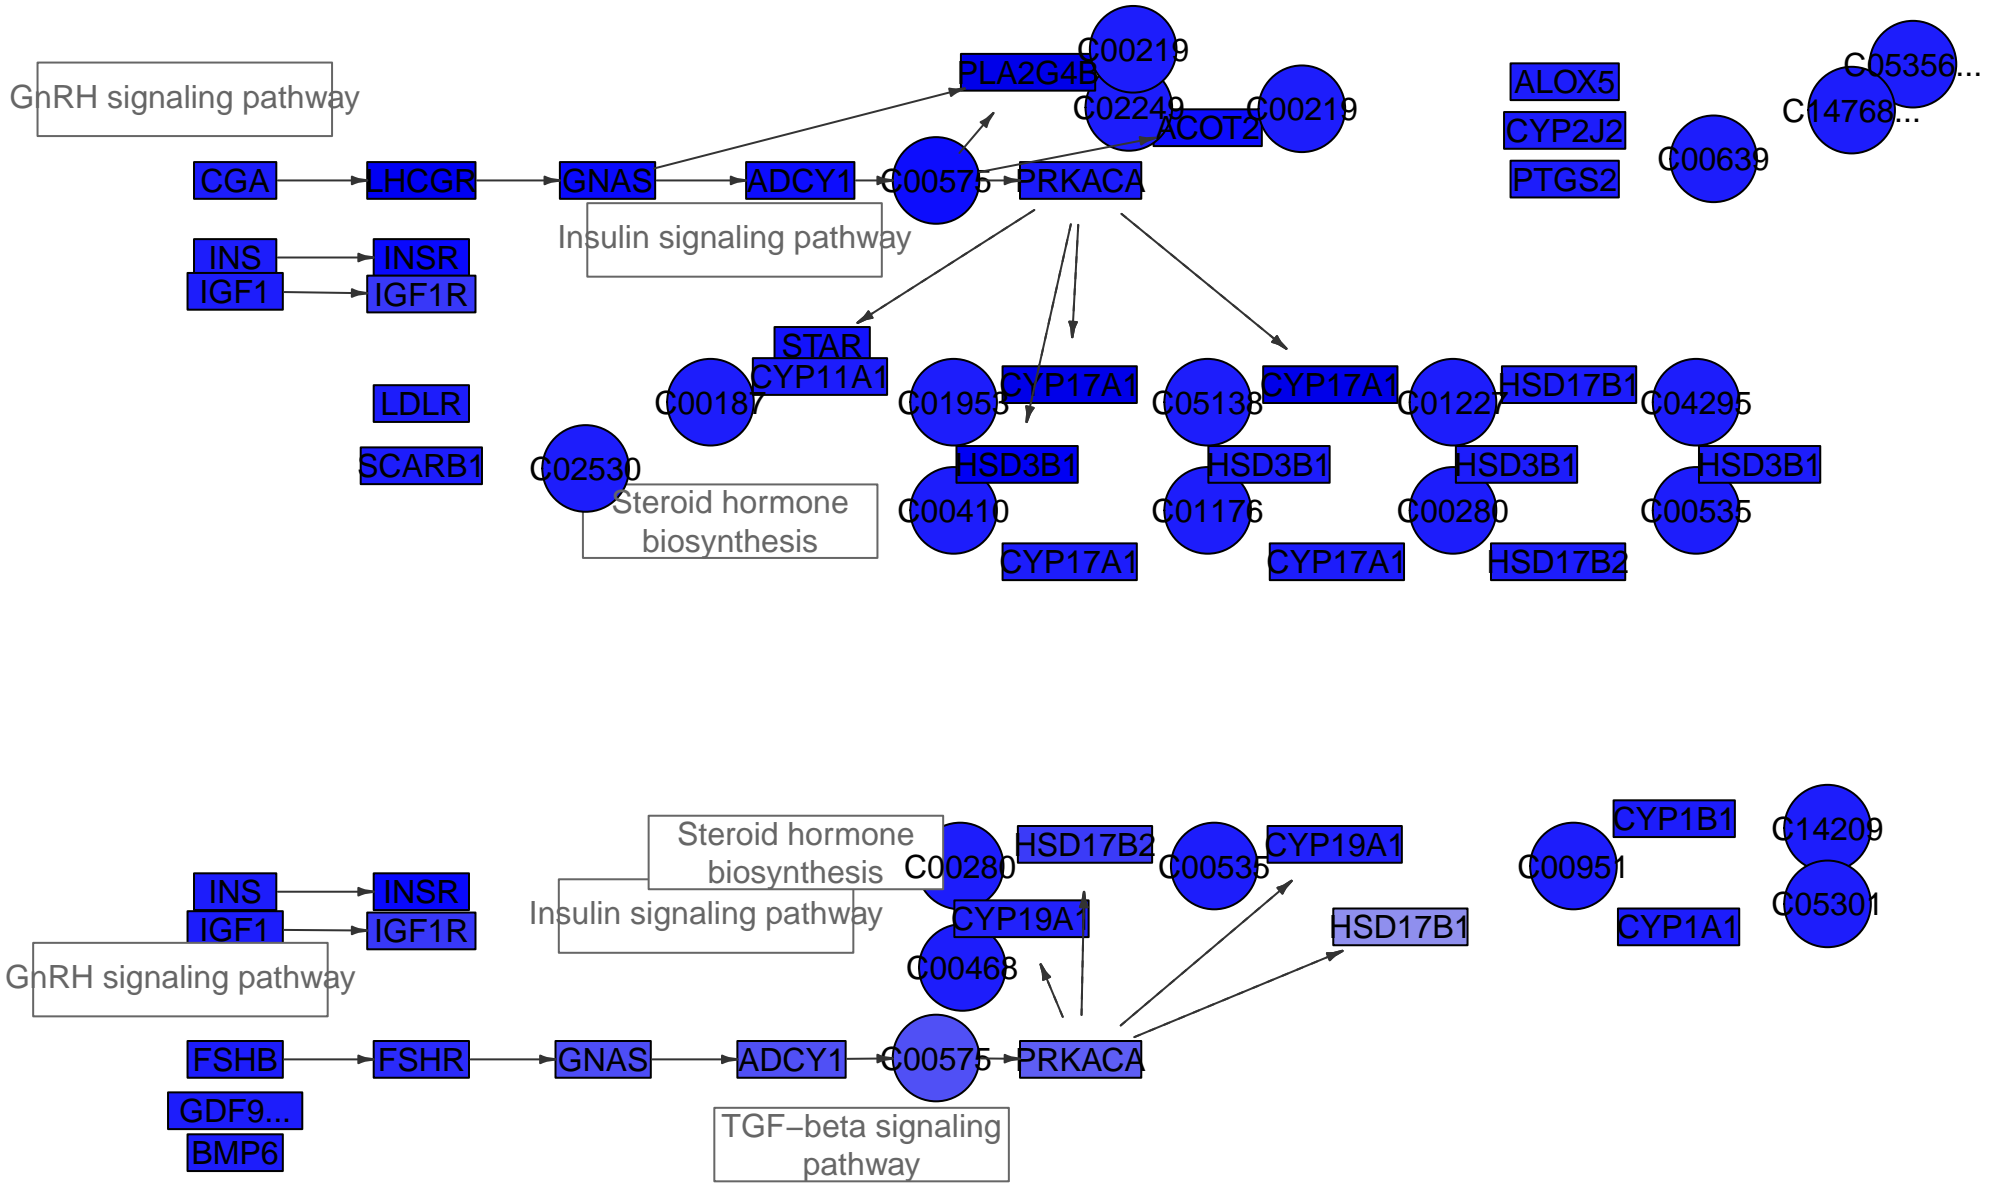 GnRH signaling pathway
CGA
LHCGR
GNAS
ADCY1
C00575
PRKACA
PLA2G4B
C00219
C02249
ACOT2
C00219
ALOX5
CYP2J2
PTGS2
C00639
C14768...
C05356...
Insulin signaling pathway
INS
INSR
IGF1
IGF1R
STAR
CYP11A1
C00187
LDLR
SCARB1
C02530
Steroid hormone
biosynthesis
C01953
CYP17A1
C05138
CYP17A1
C01227
HSD17B1
C04295
HSD3B1
HSD3B1
HSD3B1
HSD3B1
C00410
C01176
C00280
C00535
CYP17A1
CYP17A1
HSD17B2
Steroid hormone
biosynthesis
C00280
HSD17B2
C00535
CYP19A1
C00951
CYP1B1
C14209
INS
INSR
Insulin signaling pathway
CYP19A1
HSD17B1
CYP1A1
C05301
IGF1
IGF1R
GnRH signaling pathway
C00468
FSHB
FSHR
GNAS
ADCY1
C00575
PRKACA
GDF9...
BMP6
TGF−beta signaling
pathway